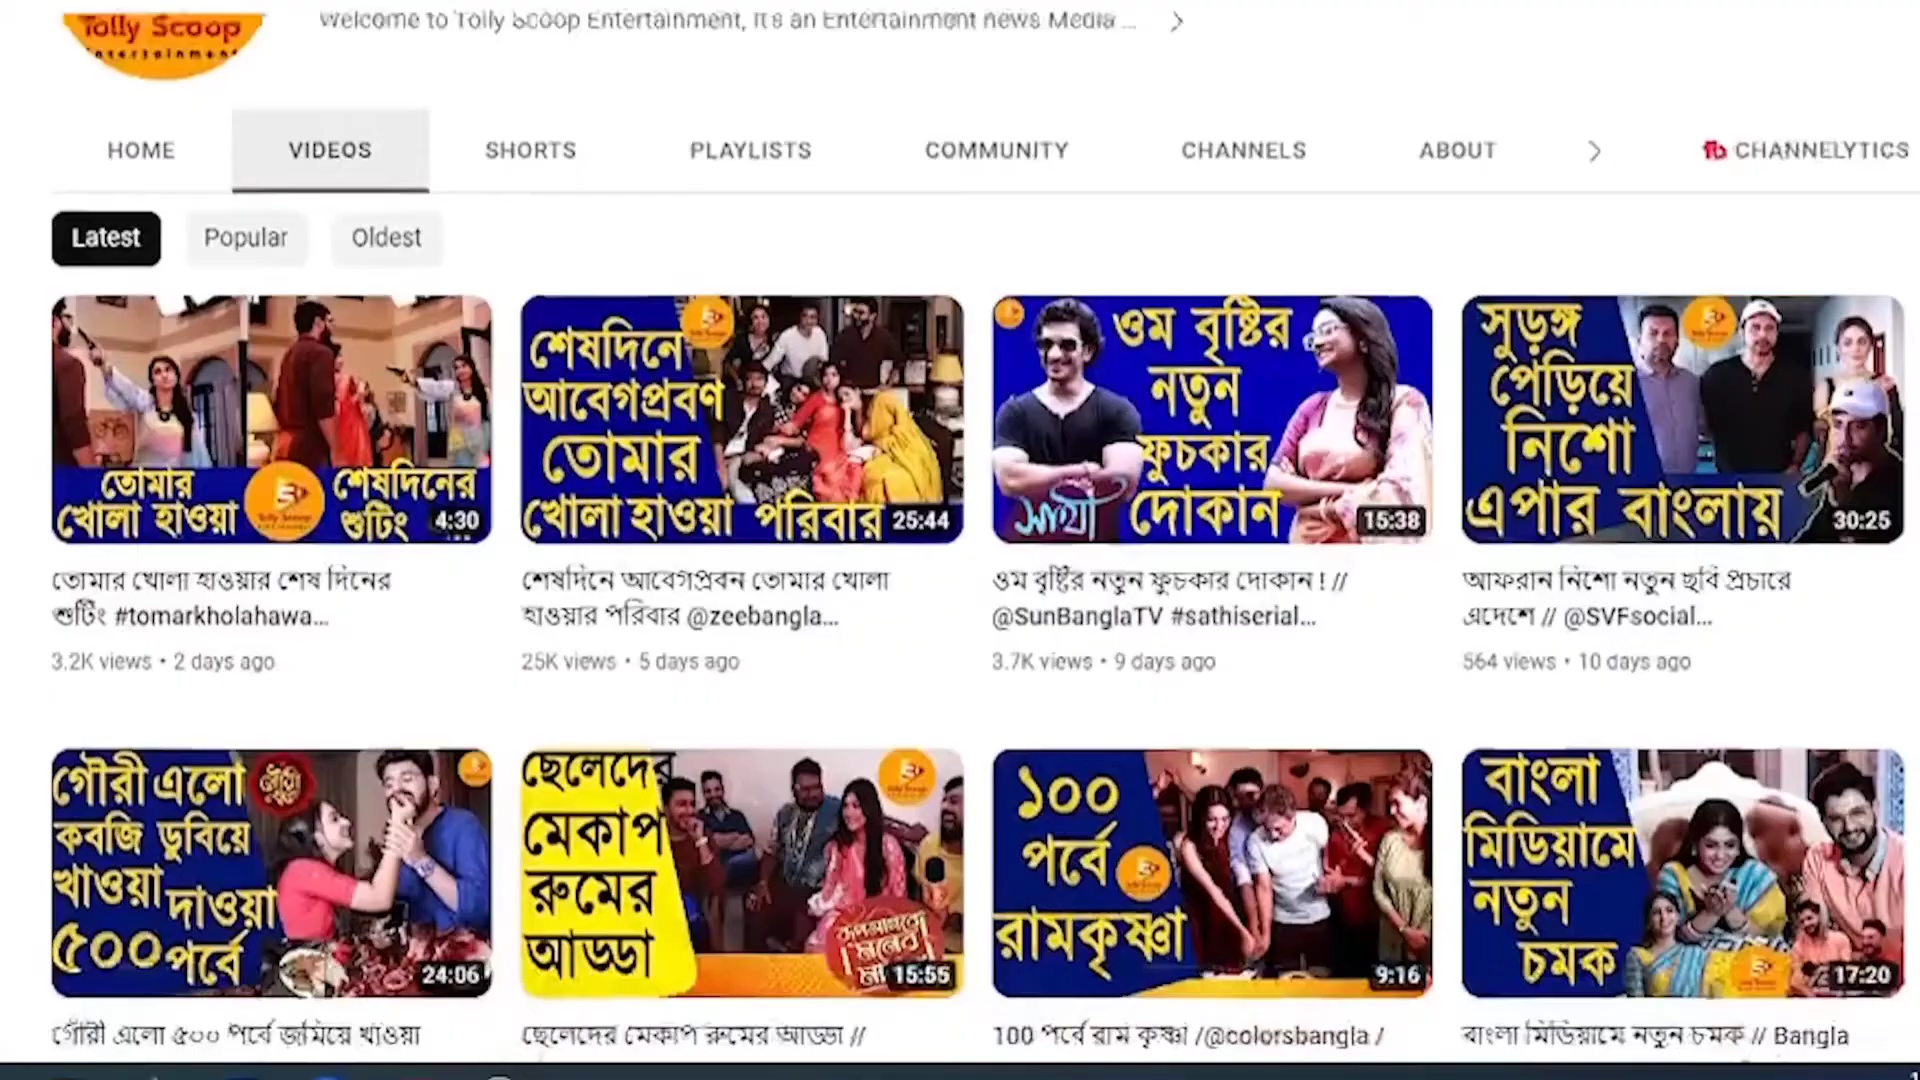 Tolly Scoop
Entertainment
Welcome to Tolly Scoop Entertainment, It's an Entertainment news Media ...
HOME
VIDEOS
SHORTS
PLAYLISTS
COMMUNITY
CHANNELS
ABOUT
CHANNELYTICS
Latest
Popular
Oldest
তোমার
খোলা হাওয়া
Tolly Scoop
শেষদিনের
শুটিং
4:30
শেষদিনে
আবেগপ্রবণ
তোমার
খোলা হাওয়া পরিবার
25:44
ওম বৃষ্টির
নতুন
ফুচকার
দোকান
সাথী
15:38
সুড়ঙ্গ
পেড়িয়ে
নিশো
এপার বাংলায়
30:25
তোমার খোলা হাওয়ার শেষ দিনের
শুটিং #tomarkholahawa...
3.2K views • 2 days ago
শেষদিনে আবেগপ্রবন তোমার খোলা
হাওয়ার পরিবার @zeebangla...
25K views • 5 days ago
ওম বৃষ্টির নতুন ফুচকার দোকান ! //
@SunBanglaTV #sathiserial...
3.7K views • 9 days ago
আফরান নিশো নতুন ছবি প্রচারে
এদেশে // @SVFsocial...
564 views • 10 days ago
গৌরী এলো
কবজি ডুবিয়ে
খাওয়া দাওয়া
৫০০ পর্বে
24:06
ছেলেদের
মেকাপ
রুমের
আড্ডা
15:55
১০০
পর্বে
রামকৃষ্ণা
9:16
বাংলা
মিডিয়ামে
নতুন
চমক
17:20
গৌরী এলো ৫০০ পর্বে জমিয়ে খাওয়া
ছেলেদের মেকাপ রুমের আড্ডা //
100 পর্বে রাম কৃষ্ণা /@colorsbangla /
বাংলা মিডিয়ামে নতুন চমক // Bangla